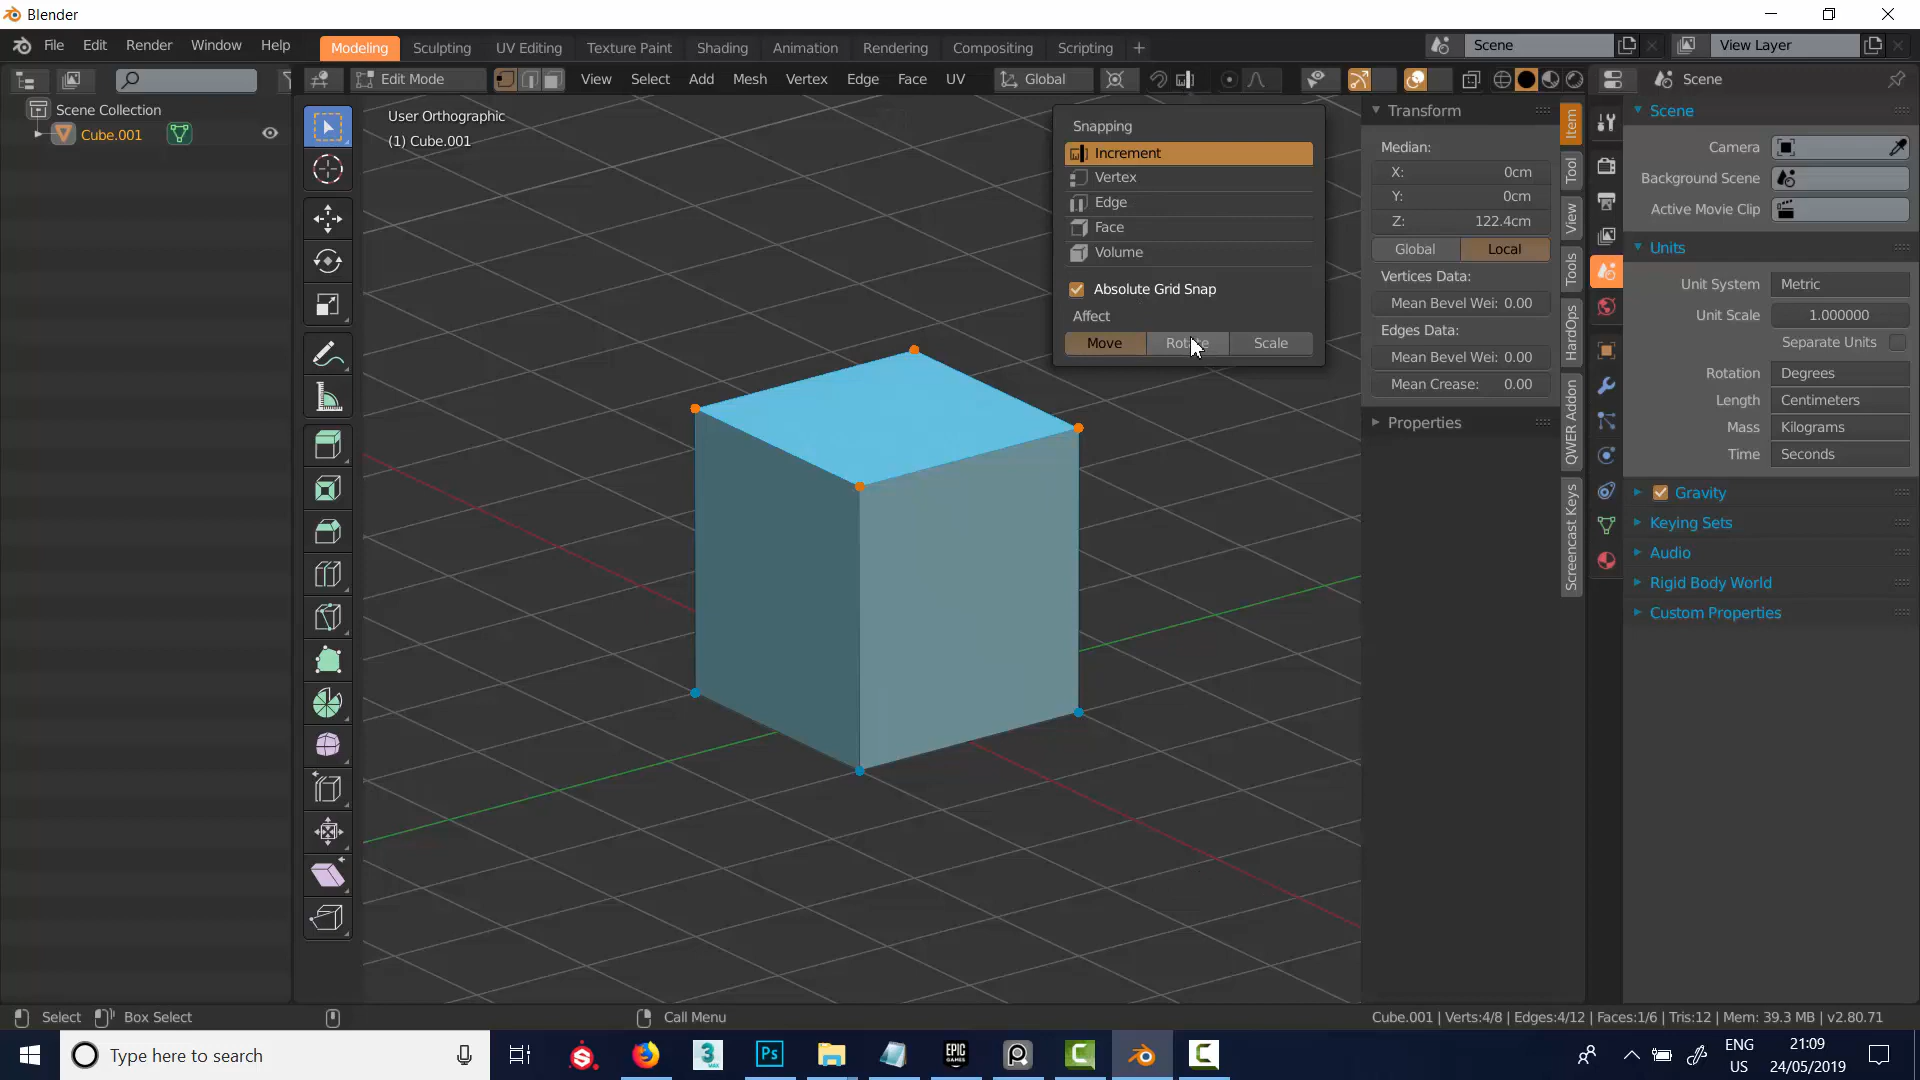 Blender
File Edit Render Window Help
Modeling Sculpting UV Editing Texture Paint Shading Animation Rendering Compositing Scripting +
Scene
View Layer
Edit Mode
View Select Add Mesh Vertex Edge Face UV
Global
Scene
Scene Collection
Cube.001
User Orthographic
(1) Cube.001
Snapping
Increment
Vertex
Edge
Face
Volume
Absolute Grid Snap
Affect
Move Rotate Scale
Transform
Median:
X: 0cm
Y: 0cm
Z: 122.4cm
Global Local
Vertices Data:
Mean Bevel Wei: 0.00
Edges Data:
Mean Bevel Wei: 0.00
Mean Crease: 0.00
Properties
Item
Tool
View
Tools
HardOps
QWER Addon
Screencast Keys
Scene
Camera
Background Scene
Active Movie Clip
Units
Unit System Metric
Unit Scale 1.000000
Separate Units
Rotation Degrees
Length Centimeters
Mass Kilograms
Time Seconds
Gravity
Keying Sets
Audio
Rigid Body World
Custom Properties
Select Box Select Call Menu
Cube.001 | Verts:4/8 | Edges:4/12 | Faces:1/6 | Tris:12 | Mem: 39.3 MB | v2.80.71
Type here to search
3
MAX
Ps
EPIC
GAMES
ENG
US
21:09
24/05/2019